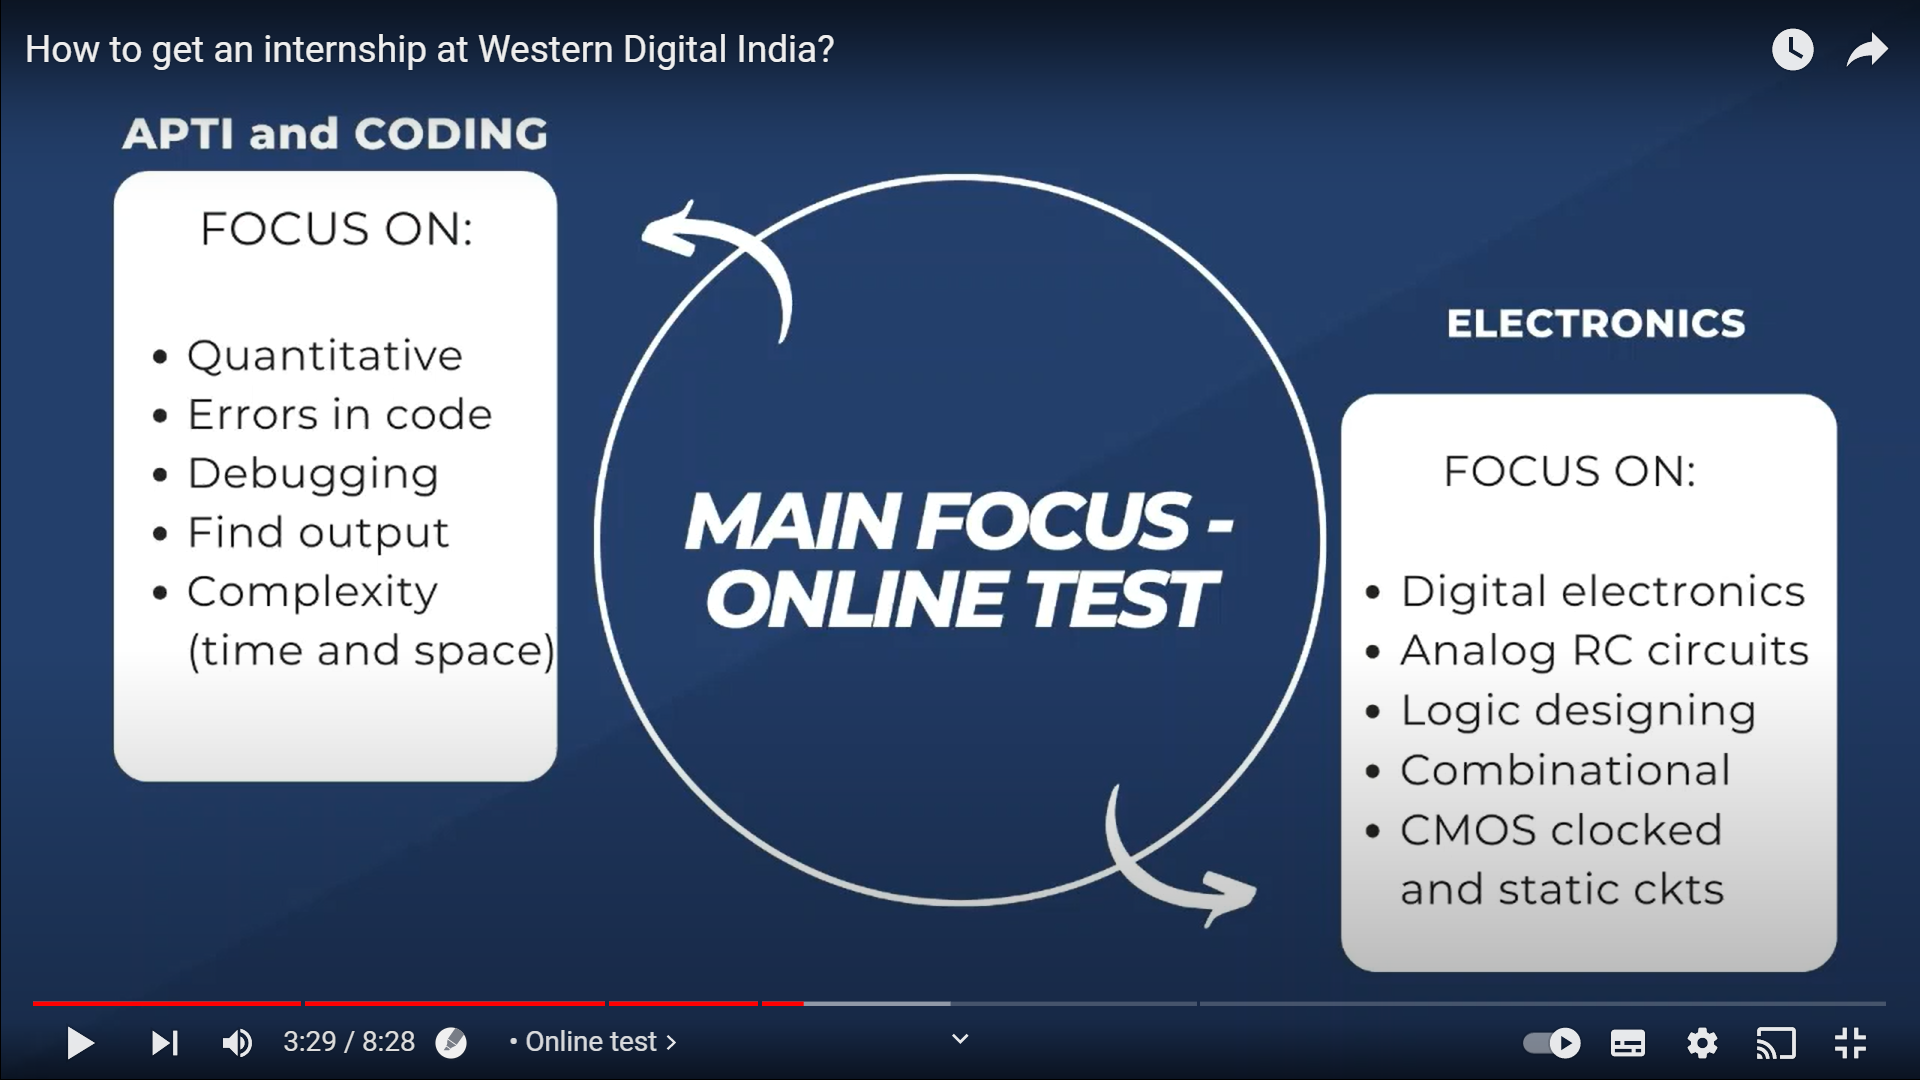 How to get an internship at Western Digital India?
APTI and CODING
FOCUS ON:
• Quantitative
• Errors in code
• Debugging
• Find output
• Complexity
(time and space)
MAIN FOCUS -
ONLINE TEST
ELECTRONICS
FOCUS ON:
• Digital electronics
• Analog RC circuits
• Logic designing
• Combinational
• CMOS clocked
and static ckts
3:29 / 8:28 • Online test ›